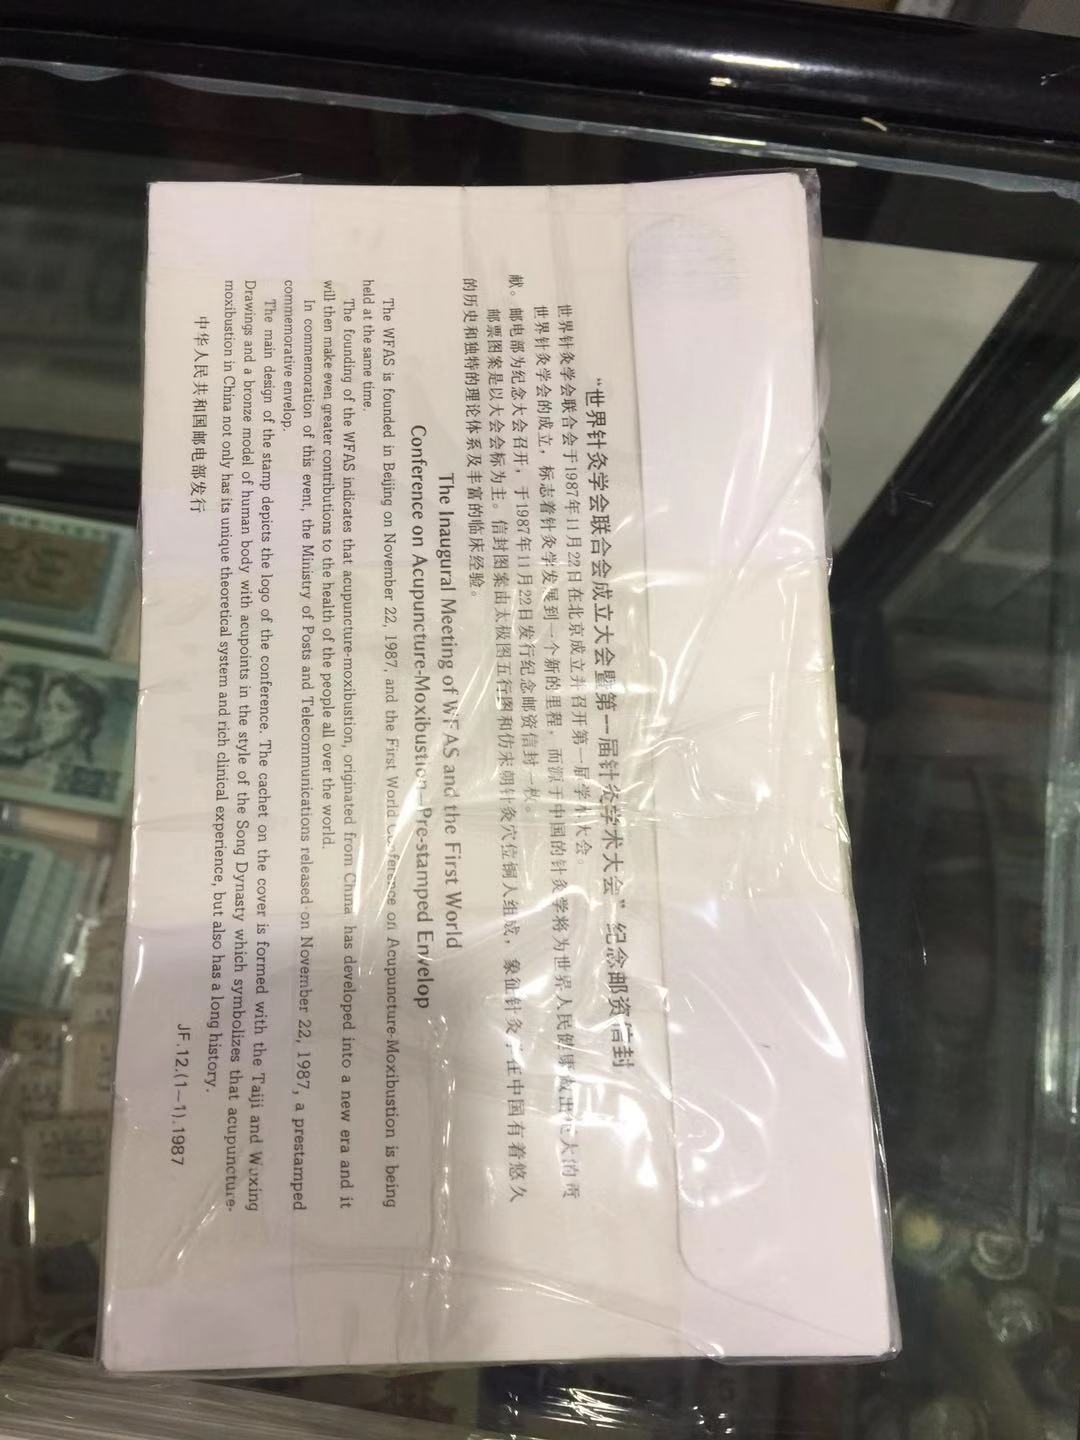 “世界针灸学会联合会成立大会暨第一届针灸学术大会”纪念邮资信封
世界针灸学会联合会于1987年11月22日在北京成立并召开第一届学术大会。
世界针灸学会的成立，标志着针灸学发展到一个新的里程，而源于中国的针灸学将为世界人民健康做出更大的贡
献。邮电部为纪念大会召开，于1987年11月22日发行纪念邮资信封一枚。
邮票图案是以大会会标为主。信封图案由太极图五行图和仿宋朝针灸穴位铜人组成，象征针灸学在中国有着悠久
的历史和独特的理论体系及丰富的临床经验。
The Inaugural Meeting of WFAS and the First World
Conference on Acupuncture-Moxibustion—Pre-stamped Envelop
The WFAS is founded in Beijing on November 22, 1987. and the First World Conference on Acupuncture-Moxibustion is being
held at the same time.
The founding of the WFAS indicates that acupuncture-moxibustion, originated from China has developed into a new era and it
will then make even greater contributions to the health of the people all over the world.
In commemoration of this event, the Ministry of Posts and Telecommunications released on November 22, 1987, a prestamped
commemorative envelop.
The main design of the stamp depicts the logo of the conference. The cachet on the cover is formed with the Taiji and Wuxing
Drawings and a bronze model of human body with acupoints in the style of the Song Dynasty which symbolizes that acupuncture-
moxibustion in China not only has its unique theoretical system and rich clinical experience, but also has a long history.
中华人民共和国邮电部发行
JF.12.(1-1).1987